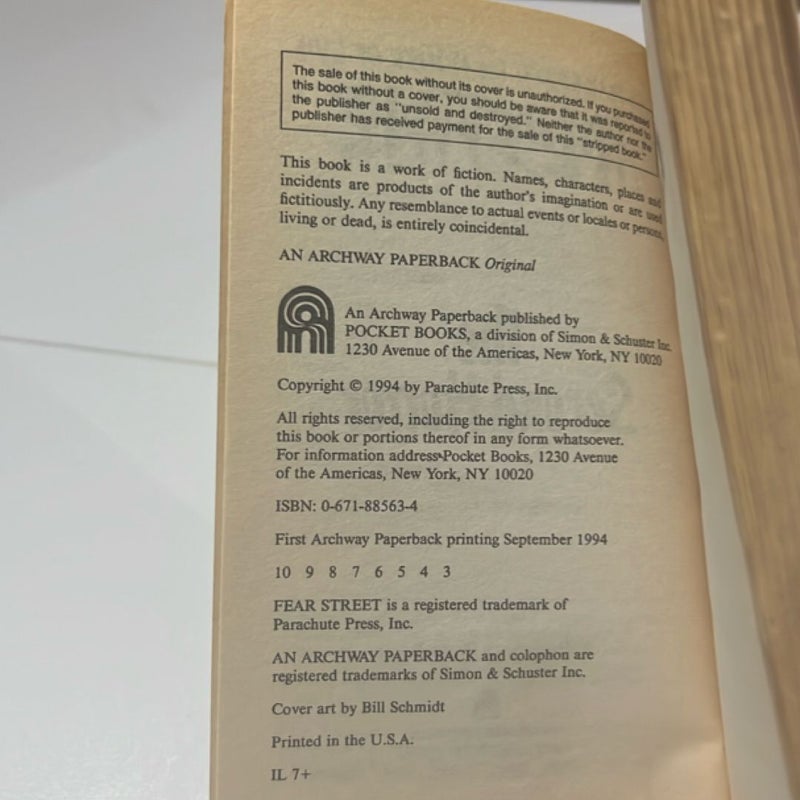 The sale of this book without its cover is unauthorized. If you purchased
this book without a cover, you should be aware that it was reported to
the publisher as "unsold and destroyed." Neither the author nor the
publisher has received payment for the sale of this "stripped book."
This book is a work of fiction. Names, characters, places and
incidents are products of the author's imagination or are used
fictitiously. Any resemblance to actual events or locales or persons,
living or dead, is entirely coincidental.
AN ARCHWAY PAPERBACK Original
An Archway Paperback published by
POCKET BOOKS, a division of Simon & Schuster Inc.
1230 Avenue of the Americas, New York, NY 10020
Copyright © 1994 by Parachute Press, Inc.
All rights reserved, including the right to reproduce
this book or portions thereof in any form whatsoever.
For information address Pocket Books, 1230 Avenue
of the Americas, New York, NY 10020
ISBN: 0-671-88563-4
First Archway Paperback printing September 1994
10 9 8 7 6 5 4 3
FEAR STREET is a registered trademark of
Parachute Press, Inc.
AN ARCHWAY PAPERBACK and colophon are
registered trademarks of Simon & Schuster Inc.
Cover art by Bill Schmidt
Printed in the U.S.A.
IL 7+